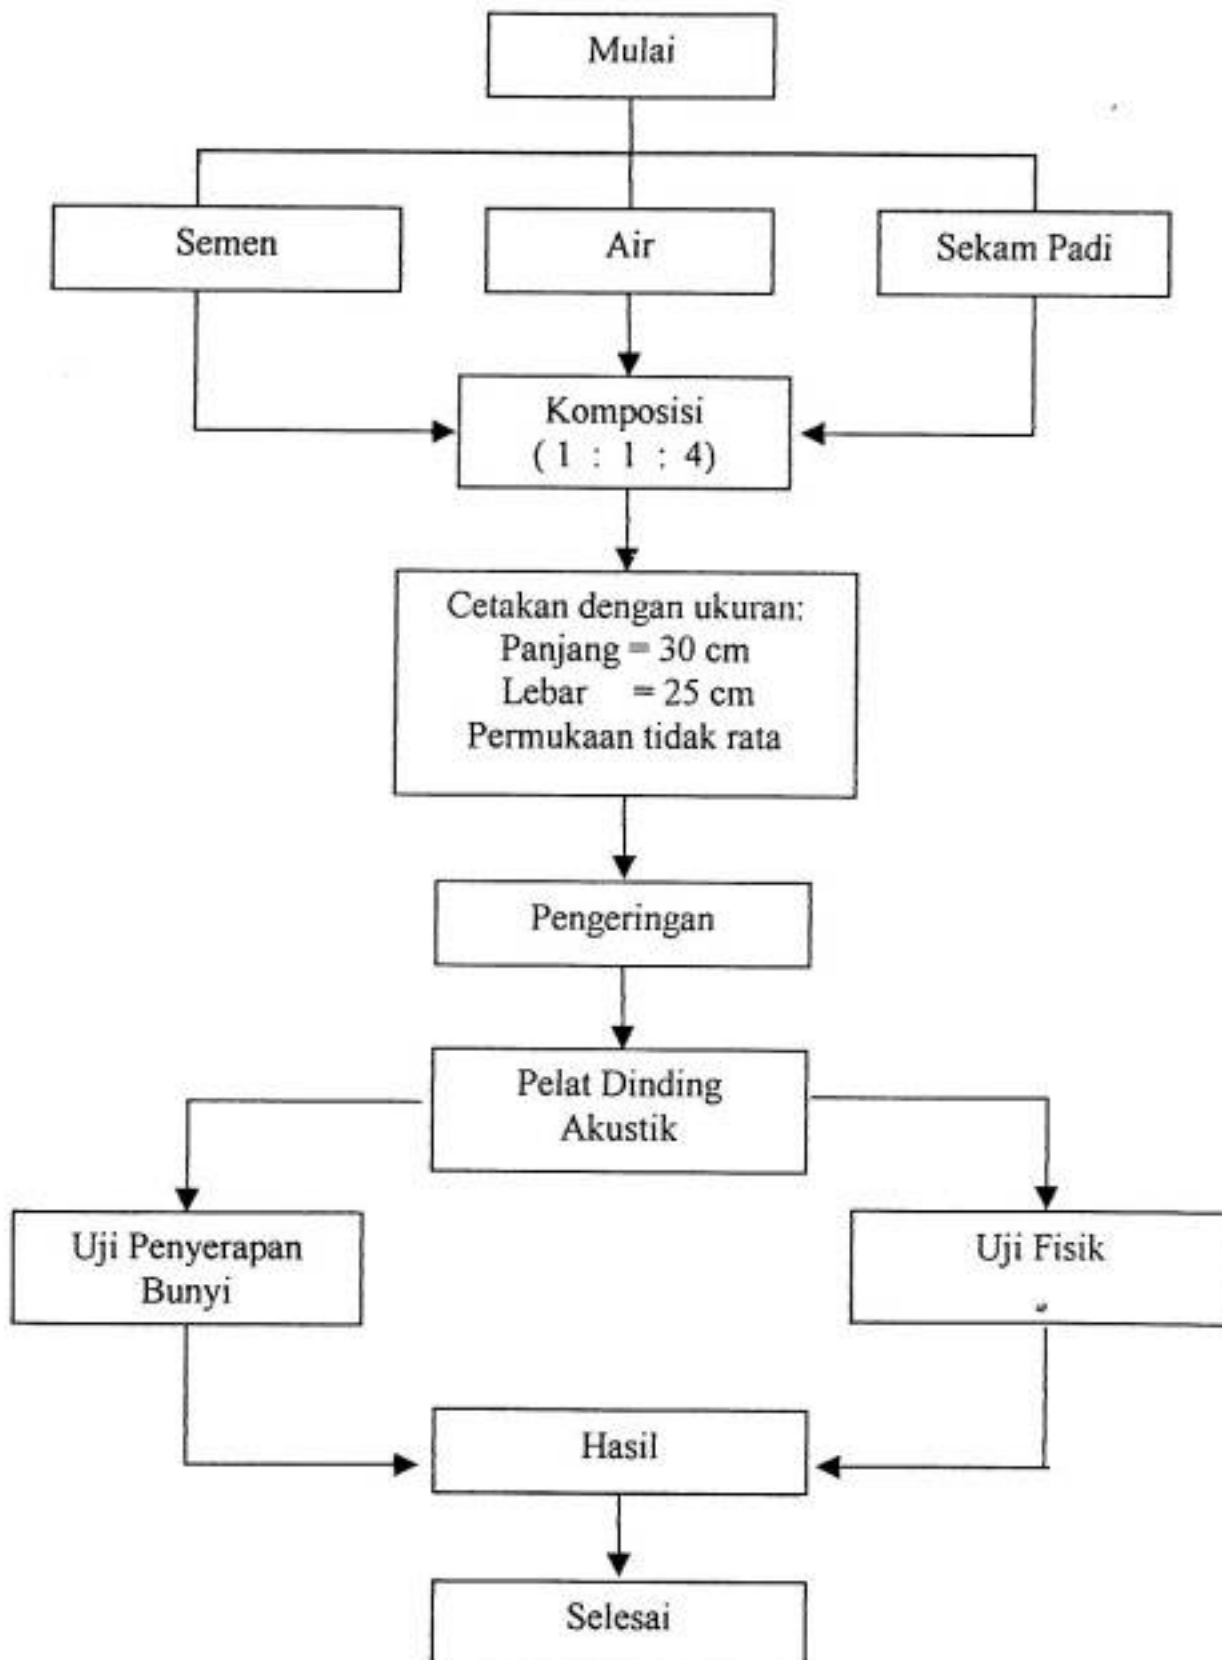 Mulai
Semen
Air
Sekam Padi
Komposisi
( 1 : 1 : 4)
Cetakan dengan ukuran:
Panjang = 30 cm
Lebar = 25 cm
Permukaan tidak rata
Pengeringan
Pelat Dinding
Akustik
Uji Penyerapan
Bunyi
Uji Fisik
Hasil
Selesai